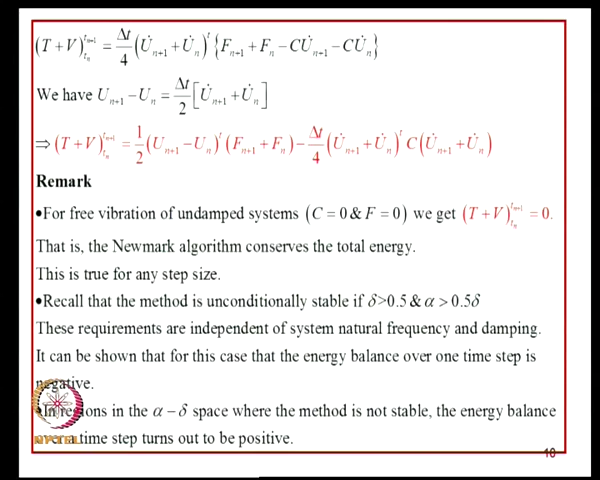 (T + V)_{t_n}^{t_{n+1}} = Δt/4 (U̇_{n+1} + U̇_n)^t {F_{n+1} + F_n − CU̇_{n+1} − CU̇_n}
We have U_{n+1} − U_n = Δt/2 [U̇_{n+1} + U̇_n]
⇒ (T + V)_{t_n}^{t_{n+1}} = 1/2 (U_{n+1} − U_n)^t (F_{n+1} + F_n) − Δt/4 (U̇_{n+1} + U̇_n)^t C (U̇_{n+1} + U̇_n)
Remark
•For free vibration of undamped systems (C = 0 & F = 0) we get (T + V)_{t_n}^{t_{n+1}} = 0.
That is, the Newmark algorithm conserves the total energy.
This is true for any step size.
•Recall that the method is unconditionally stable if δ>0.5 & α > 0.5δ
These requirements are independent of system natural frequency and damping.
It can be shown that for this case that the energy balance over one time step is
negative.
•In regions in the α − δ space where the method is not stable, the energy balance
over a time step turns out to be positive.
NPTEL
10